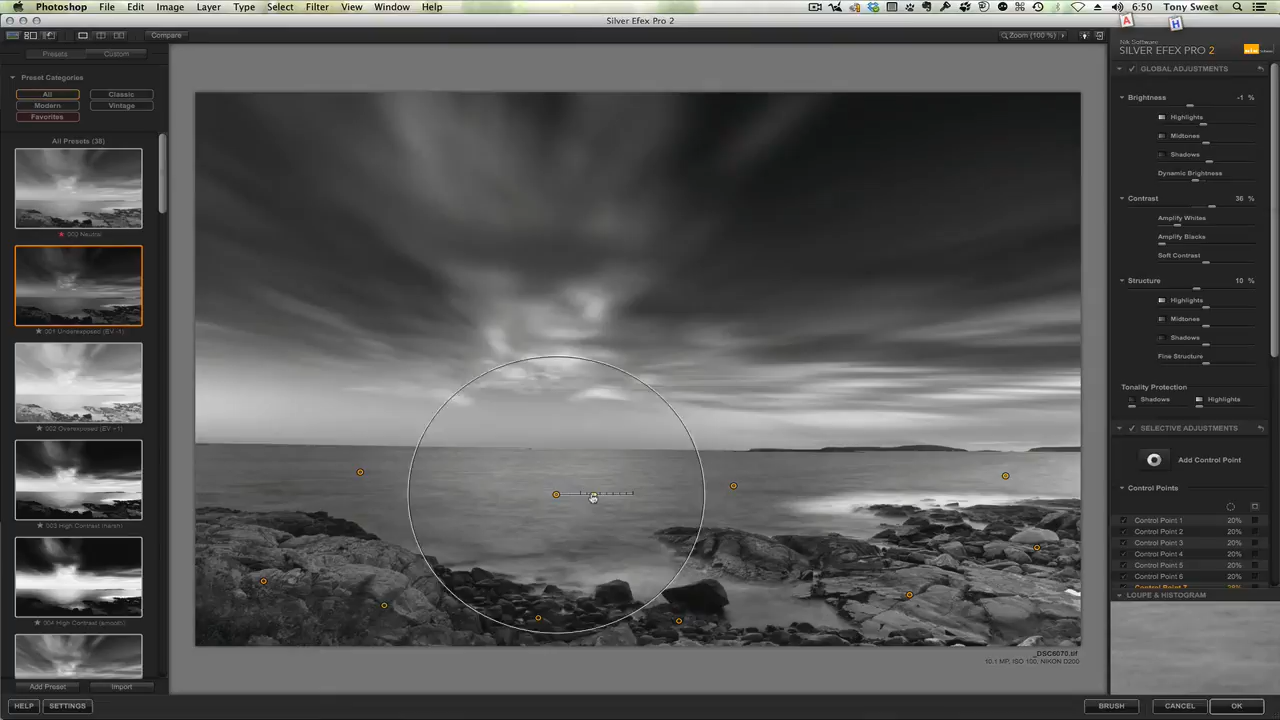 Photoshop File Edit Image Layer Type Select Filter View Window Help 6:50 Tony Sweet
Silver Efex Pro 2
A
H
Compare
Zoom (100 %)
Presets Custom
Preset Categories
All Classic
Modern Vintage
Favorites
All Presets (38)
000 Neutral
001 Underexposed (EV -1)
002 Overexposed (EV +1)
003 High Contrast (harsh)
004 High Contrast (smooth)
Add Preset Import
HELP SETTINGS
_DSC6070.tif
10.1 MP, ISO 100, NIKON D200
Nik Software
SILVER EFEX PRO 2
nik
GLOBAL ADJUSTMENTS
Brightness -1 %
Highlights
Midtones
Shadows
Dynamic Brightness
Contrast 36 %
Amplify Whites
Amplify Blacks
Soft Contrast
Structure 10 %
Highlights
Midtones
Shadows
Fine Structure
Tonality Protection
Shadows Highlights
SELECTIVE ADJUSTMENTS
Add Control Point
Control Points
Control Point 1 20%
Control Point 2 20%
Control Point 3 20%
Control Point 4 20%
Control Point 5 20%
Control Point 6 20%
LOUPE & HISTOGRAM
BRUSH CANCEL OK